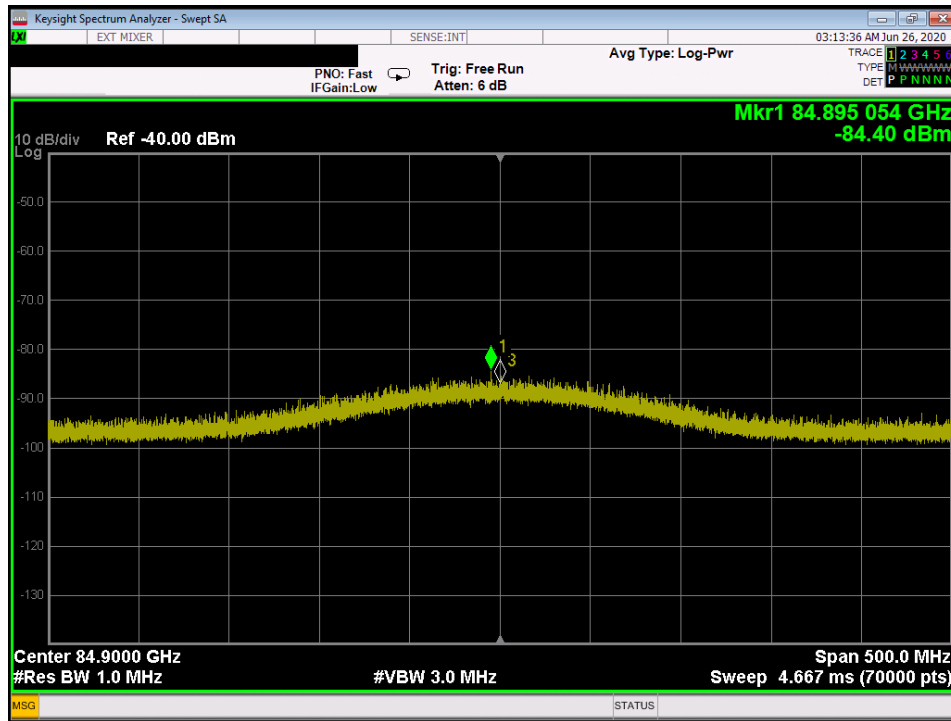 Keysight Spectrum Analyzer - Swept SA
LXI EXT MIXER SENSE:INT 03:13:36 AM Jun 26, 2020
Avg Type: Log-Pwr TRACE 1 2 3 4 5 6
PNO: Fast Trig: Free Run TYPE M WWWWW
IFGain:Low Atten: 6 dB DET P P N N N N
Mkr1 84.895 054 GHz
10 dB/div Ref -40.00 dBm -84.40 dBm
Log
-50.0
-60.0
-70.0
-80.0
1
3
-90.0
-100
-110
-120
-130
Center 84.9000 GHz Span 500.0 MHz
#Res BW 1.0 MHz #VBW 3.0 MHz Sweep 4.667 ms (70000 pts)
MSG STATUS